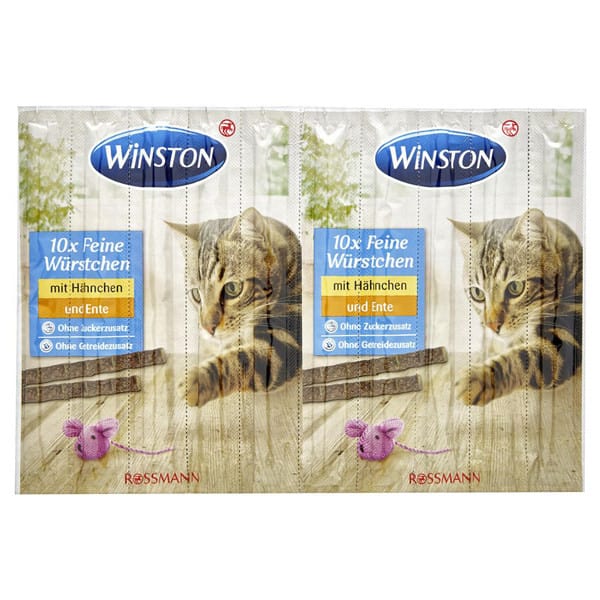 WINSTON
10x Feine
Würstchen
mit Hähnchen
und Ente
Ohne Zuckerzusatz
Ohne Getreidezusatz
ROSSMANN
WINSTON
10x Feine
Würstchen
mit Hähnchen
und Ente
Ohne Zuckerzusatz
Ohne Getreidezusatz
ROSSMANN